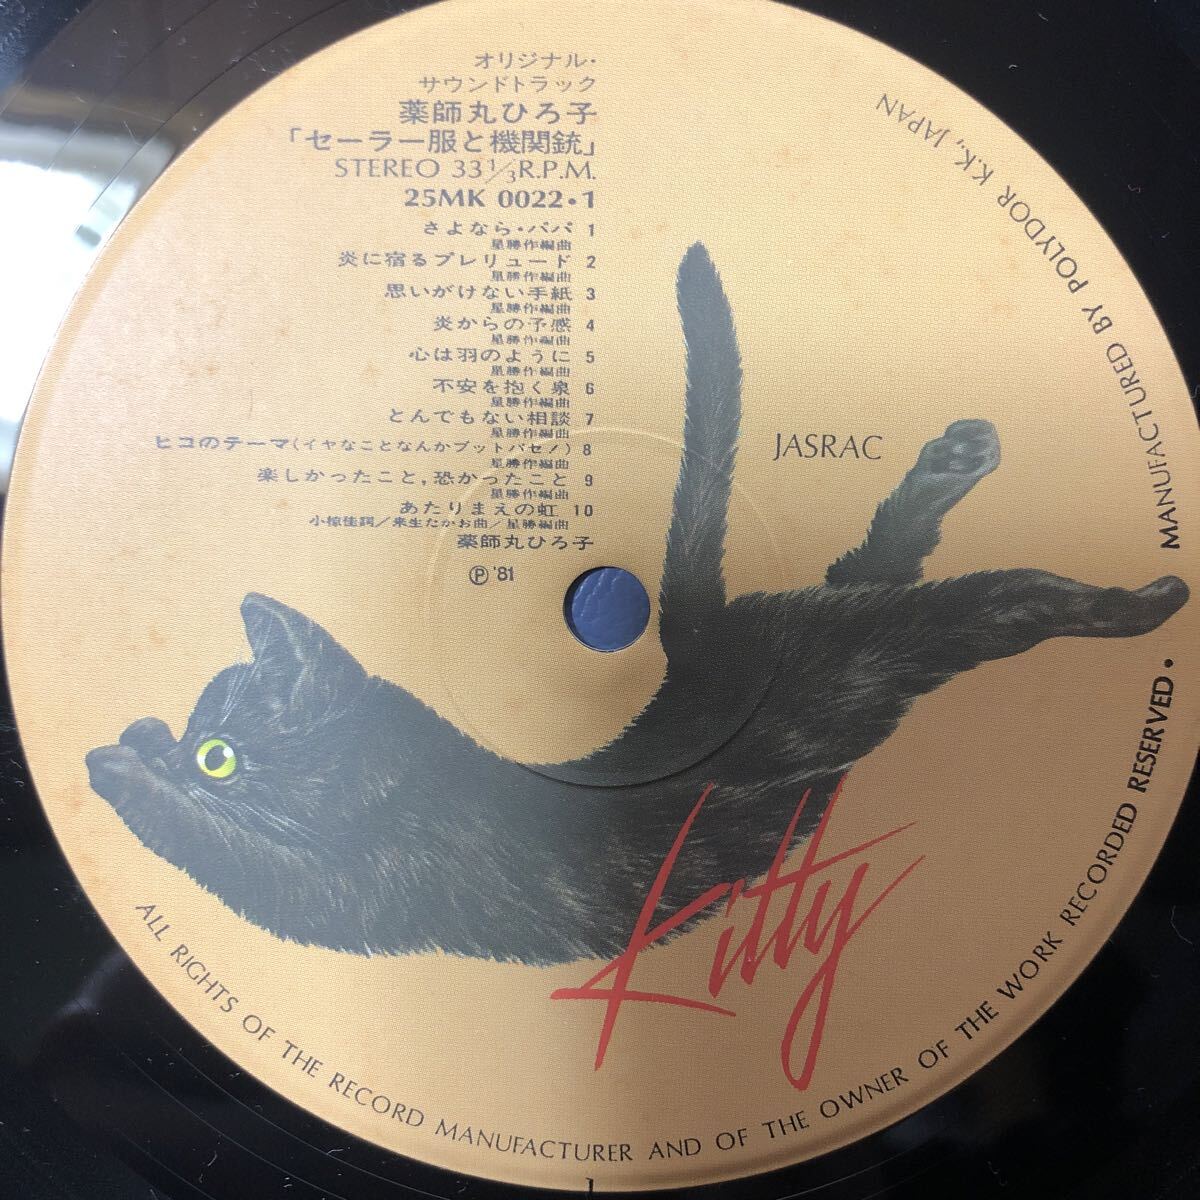 オリジナル・
サウンドトラック
薬師丸ひろ子
「セーラー服と機関銃」
STEREO 33⅓R.P.M.
25MK 0022・1
さよなら・パパ 1
星勝作編曲
炎に宿るプレリュード 2
星勝作編曲
思いがけない手紙 3
星勝作編曲
炎からの予感 4
星勝作編曲
心は羽のように 5
星勝作編曲
不安を抱く泉 6
星勝作編曲
とんでもない相談 7
星勝作編曲
ヒコのテーマ(イヤなことなんかブットバセノ) 8
星勝作編曲
楽しかったこと,恐かったこと 9
星勝作編曲
あたりまえの虹 10
小椋佳詞/来生たかお曲/星勝編曲
薬師丸ひろ子
Ⓟ'81
JASRAC
Kitty
ALL RIGHTS OF THE RECORD MANUFACTURER AND OF THE OWNER OF THE WORK RECORDED RESERVED • MANUFACTURED BY POLYDOR K.K., JAPAN
1